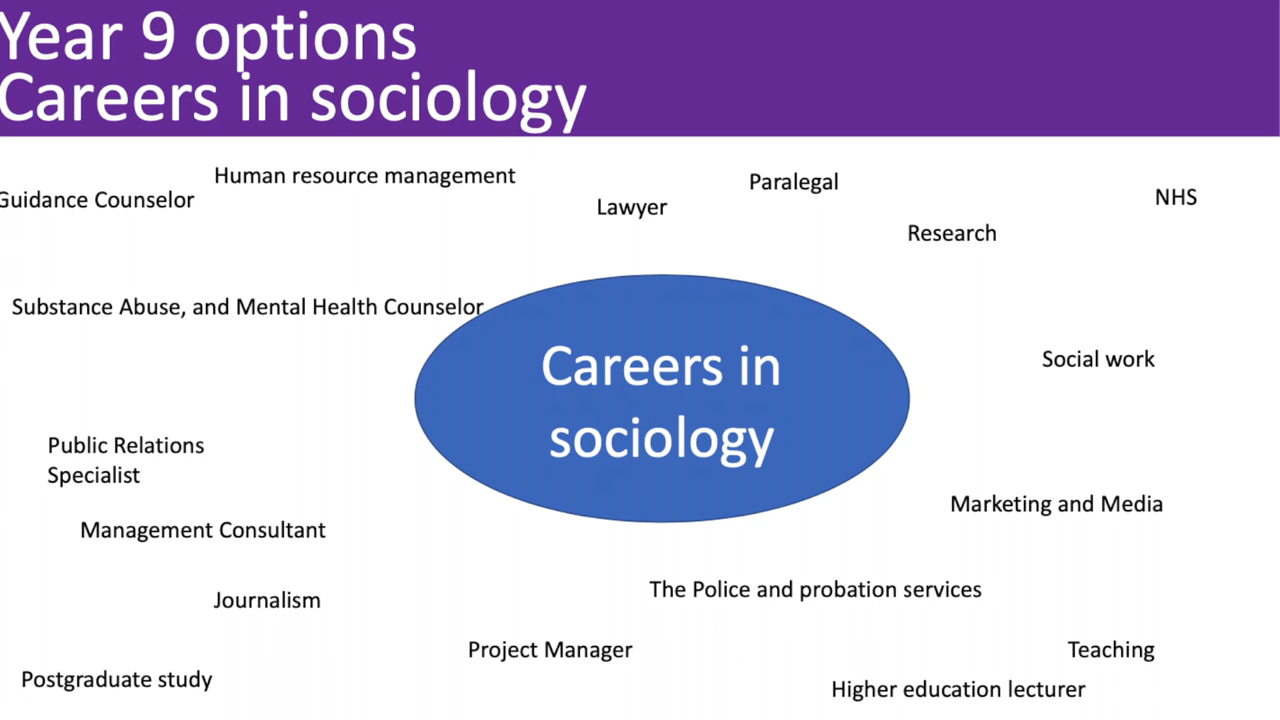 Year 9 options
Careers in sociology
Human resource management
Paralegal
Guidance Counselor
Lawyer
NHS
Research
Substance Abuse, and Mental Health Counselor
Careers in
sociology
Social work
Public Relations
Specialist
Marketing and Media
Management Consultant
The Police and probation services
Journalism
Project Manager
Teaching
Postgraduate study
Higher education lecturer